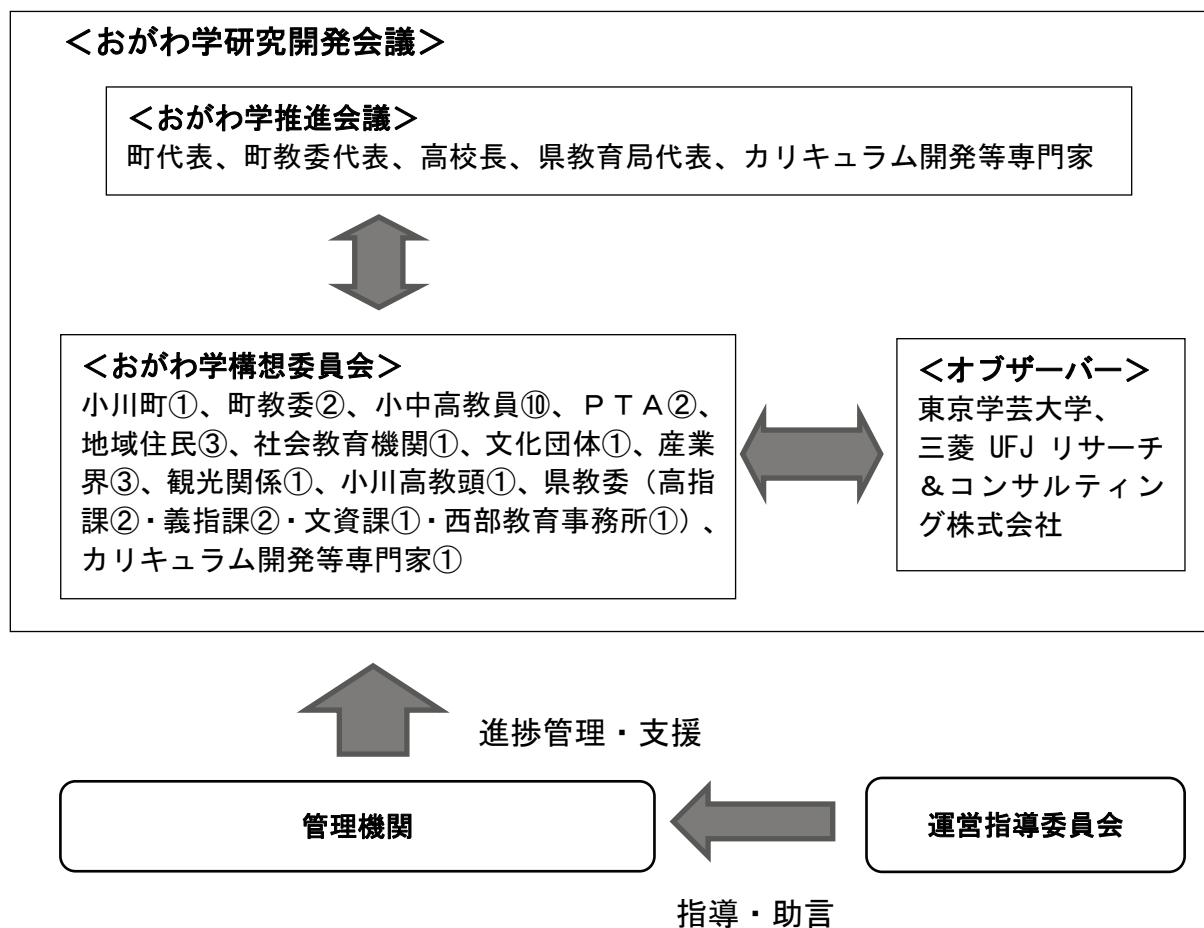 ＜おがわ学研究開発会議＞
＜おがわ学推進会議＞
町代表、町教委代表、高校長、県教育局代表、カリキュラム開発等専門家
＜おがわ学構想委員会＞
小川町①、町教委②、小中高教員⑩、ＰＴＡ②、
地域住民③、社会教育機関①、文化団体①、産業
界③、観光関係①、小川高教頭①、県教委（高指
課②・義指課②・文資課①・西部教育事務所①）、
カリキュラム開発等専門家①
＜オブザーバー＞
東京学芸大学、
三菱 UFJ リサーチ
＆コンサルティン
グ株式会社
進捗管理・支援
管理機関
運営指導委員会
指導・助言